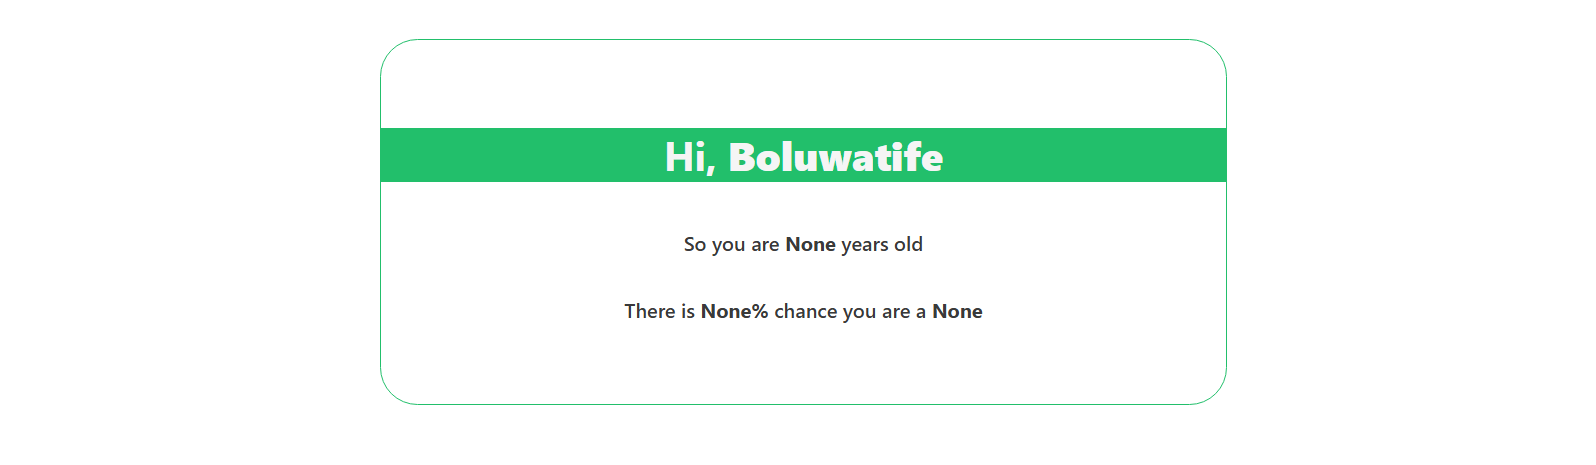 Hi, Boluwatife
So you are None years old
There is None% chance you are a None